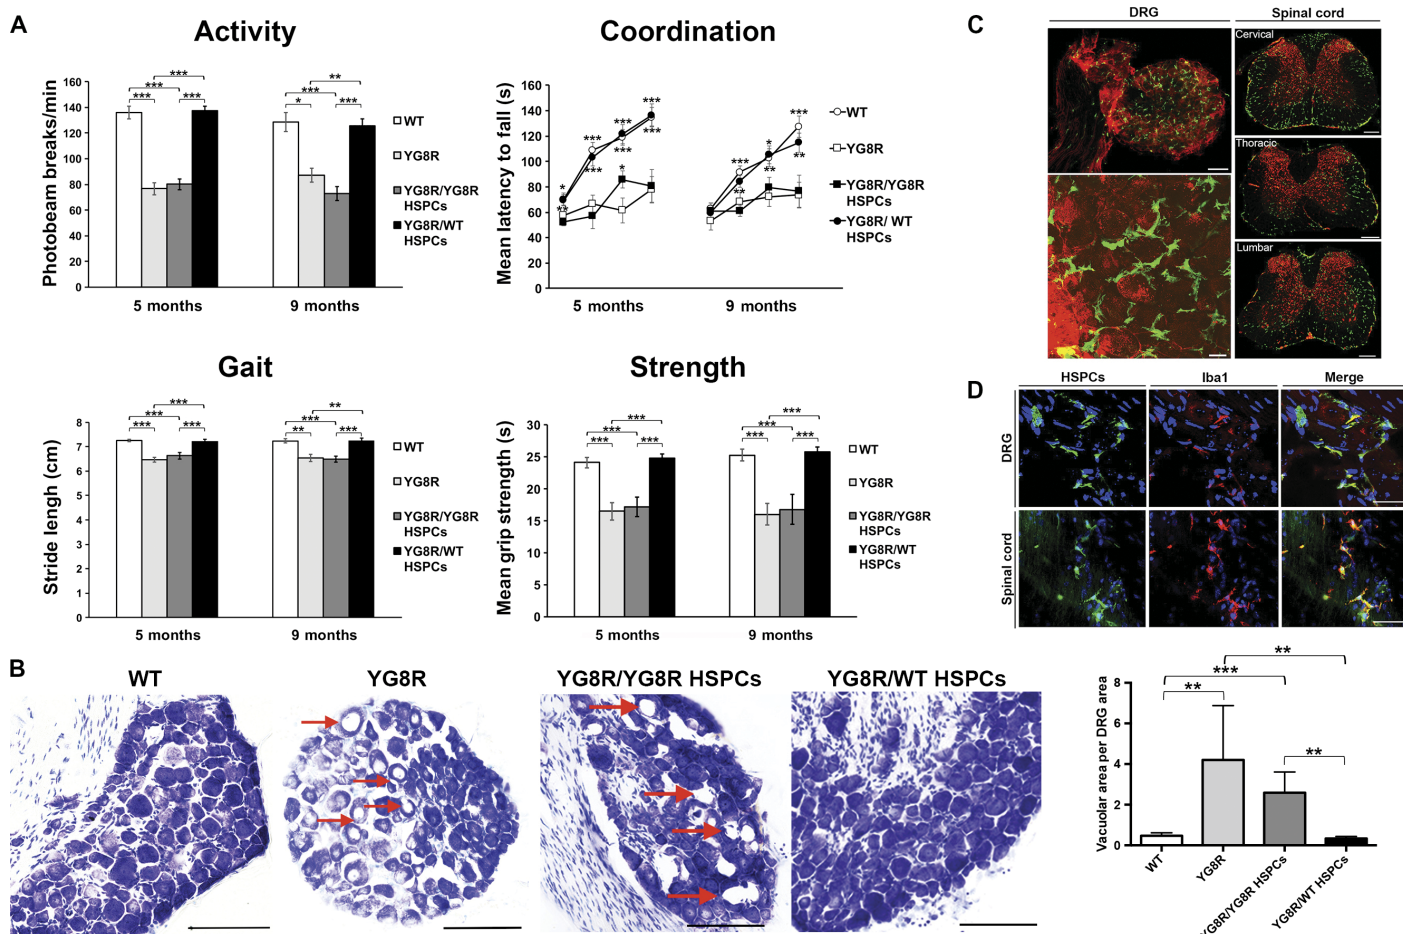 A
Activity
Photobeam breaks/min
160
140
120
100
80
60
40
20
0
***
***
***
***
**
***
*
***
5 months
9 months
WT
YG8R
YG8R/YG8R
HSPCs
YG8R/WT
HSPCs
Coordination
Mean latency to fall (s)
160
140
120
100
80
60
40
20
0
*
**
***
***
***
***
*
***
***
***
**
*
**
***
**
5 months
9 months
WT
YG8R
YG8R/YG8R
HSPCs
YG8R/ WT
HSPCs
Gait
Stride lengh (cm)
8
7
6
5
4
3
2
1
0
***
***
***
***
**
***
**
***
5 months
9 months
WT
YG8R
YG8R/YG8R
HSPCs
YG8R/WT
HSPCs
Strength
Mean grip strength (s)
30
25
20
15
10
5
0
***
***
***
***
***
***
***
***
5 months
9 months
WT
YG8R
YG8R/YG8R
HSPCs
YG8R/WT
HSPCs
B
WT
YG8R
YG8R/YG8R HSPCs
YG8R/WT HSPCs
Vacuolar area per DRG area
8
6
4
2
0
**
***
**
**
WT
YG8R
YG8R/YG8R HSPCs
YG8R/WT HSPCs
C
DRG
Spinal cord
Cervical
Thoracic
Lumbar
D
HSPCs
Iba1
Merge
DRG
Spinal cord